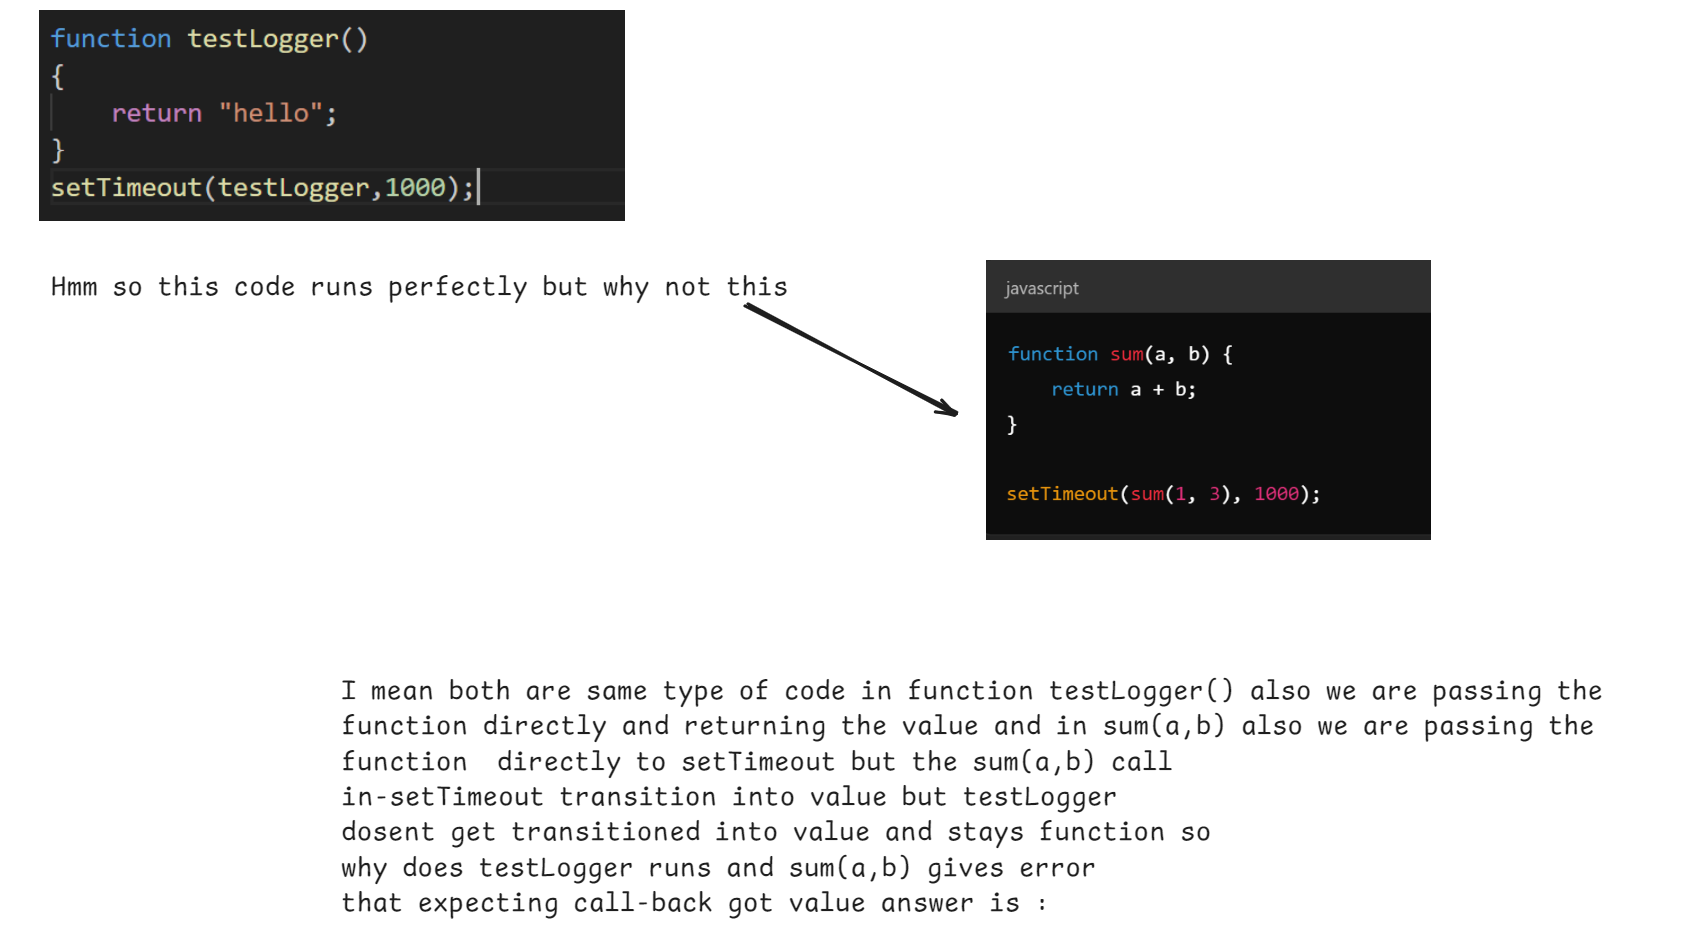 function testLogger()
{
    return "hello";
}
setTimeout(testLogger,1000);
Hmm so this code runs perfectly but why not this
javascript
function sum(a, b) {
    return a + b;
}
setTimeout(sum(1, 3), 1000);
I mean both are same type of code in function testLogger() also we are passing the
function directly and returning the value and in sum(a,b) also we are passing the
function  directly to setTimeout but the sum(a,b) call
in-setTimeout transition into value but testLogger
dosent get transitioned into value and stays function so
why does testLogger runs and sum(a,b) gives error
that expecting call-back got value answer is :